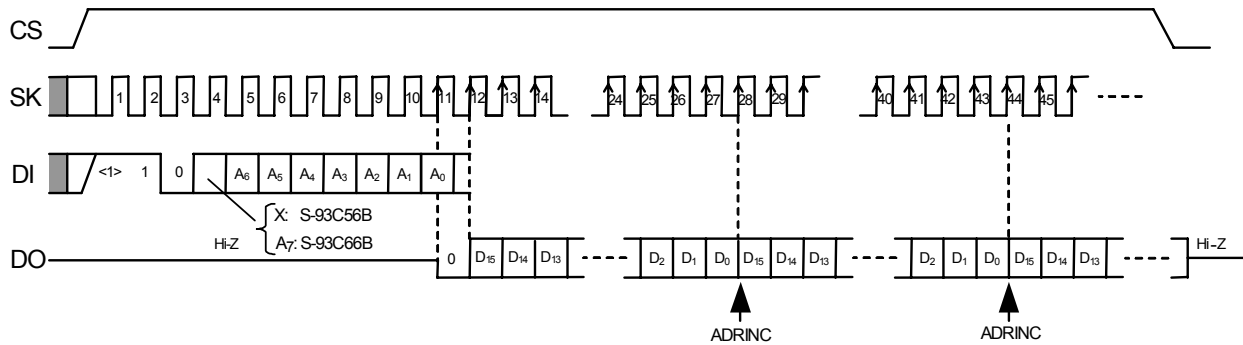 CS
SK 1 2 3 4 5 6 7 8 9 10 11 12 13 14 24 25 26 27 28 29 40 41 42 43 44 45
DI <1> 1 0 A6 A5 A4 A3 A2 A1 A0
X: S-93C56B
A7: S-93C66B
Hi-Z
DO 0 D15 D14 D13 D2 D1 D0 D15 D14 D13 D2 D1 D0 D15 D14 D13 Hi-Z
ADRINC ADRINC